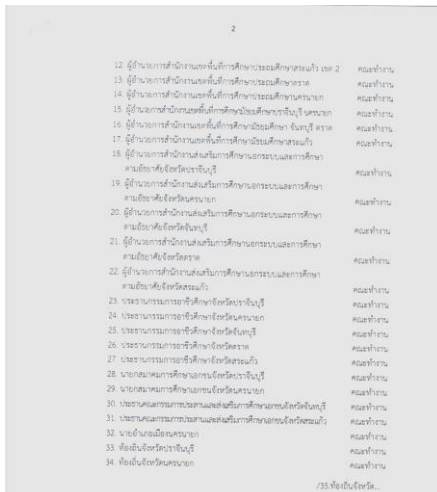 2
12. ผู้อำนวยการสำนักงานเขตพื้นที่การศึกษาประถมศึกษาสระแก้ว เขต 2 คณะทำงาน
13. ผู้อำนวยการสำนักงานเขตพื้นที่การศึกษาประถมศึกษาตราด คณะทำงาน
14. ผู้อำนวยการสำนักงานเขตพื้นที่การศึกษาประถมศึกษานครนายก คณะทำงาน
15. ผู้อำนวยการสำนักงานเขตพื้นที่การศึกษามัธยมศึกษาปราจีนบุรี นครนายก คณะทำงาน
16. ผู้อำนวยการสำนักงานเขตพื้นที่การศึกษามัธยมศึกษา จันทบุรี ตราด คณะทำงาน
17. ผู้อำนวยการสำนักงานเขตพื้นที่การศึกษามัธยมศึกษาสระแก้ว คณะทำงาน
18. ผู้อำนวยการสำนักงานส่งเสริมการศึกษานอกระบบและการศึกษา
ตามอัธยาศัยจังหวัดปราจีนบุรี คณะทำงาน
19. ผู้อำนวยการสำนักงานส่งเสริมการศึกษานอกระบบและการศึกษา
ตามอัธยาศัยจังหวัดนครนายก คณะทำงาน
20. ผู้อำนวยการสำนักงานส่งเสริมการศึกษานอกระบบและการศึกษา
ตามอัธยาศัยจังหวัดจันทบุรี คณะทำงาน
21. ผู้อำนวยการสำนักงานส่งเสริมการศึกษานอกระบบและการศึกษา
ตามอัธยาศัยจังหวัดตราด คณะทำงาน
22. ผู้อำนวยการสำนักงานส่งเสริมการศึกษานอกระบบและการศึกษา
ตามอัธยาศัยจังหวัดสระแก้ว คณะทำงาน
23. ประธานกรรมการอาชีวศึกษาจังหวัดปราจีนบุรี คณะทำงาน
24. ประธานกรรมการอาชีวศึกษาจังหวัดนครนายก คณะทำงาน
25. ประธานกรรมการอาชีวศึกษาจังหวัดจันทบุรี คณะทำงาน
26. ประธานกรรมการอาชีวศึกษาจังหวัดตราด คณะทำงาน
27. ประธานกรรมการอาชีวศึกษาจังหวัดสระแก้ว คณะทำงาน
28. นายกสมาคมการศึกษาเอกชนจังหวัดปราจีนบุรี คณะทำงาน
29. นายกสมาคมการศึกษาเอกชนจังหวัดนครนายก คณะทำงาน
30. ประธานคณะกรรมการประสานและส่งเสริมการศึกษาเอกชนจังหวัดจันทบุรี คณะทำงาน
31. ประธานคณะกรรมการประสานและส่งเสริมการศึกษาเอกชนจังหวัดสระแก้ว คณะทำงาน
32. นายอำเภอเมืองนครนายก คณะทำงาน
33. ท้องถิ่นจังหวัดปราจีนบุรี คณะทำงาน
34. ท้องถิ่นจังหวัดนครนายก คณะทำงาน
/35.ท้องถิ่นจังหวัด...